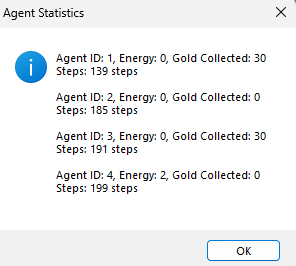 Agent Statistics
Agent ID: 1, Energy: 0, Gold Collected: 30
Steps: 139 steps
Agent ID: 2, Energy: 0, Gold Collected: 0
Steps: 185 steps
Agent ID: 3, Energy: 0, Gold Collected: 30
Steps: 191 steps
Agent ID: 4, Energy: 2, Gold Collected: 0
Steps: 199 steps
OK